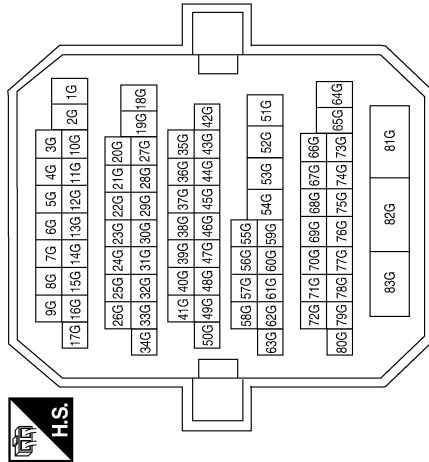 H.S.
9G 8G 7G 6G 5G 4G 3G
17G 16G 15G 14G 13G 12G 11G 10G 2G 1G
26G 25G 24G 23G 22G 21G 20G
34G 33G 32G 31G 30G 29G 28G 27G 19G 18G
41G 40G 39G 38G 37G 36G 35G
50G 49G 48G 47G 46G 45G 44G 43G 42G
58G 57G 56G 55G
63G 62G 61G 60G 59G 54G 53G 52G 51G
72G 71G 70G 69G 68G 67G 66G
80G 79G 78G 77G 76G 75G 74G 73G 65G 64G
83G 82G 81G